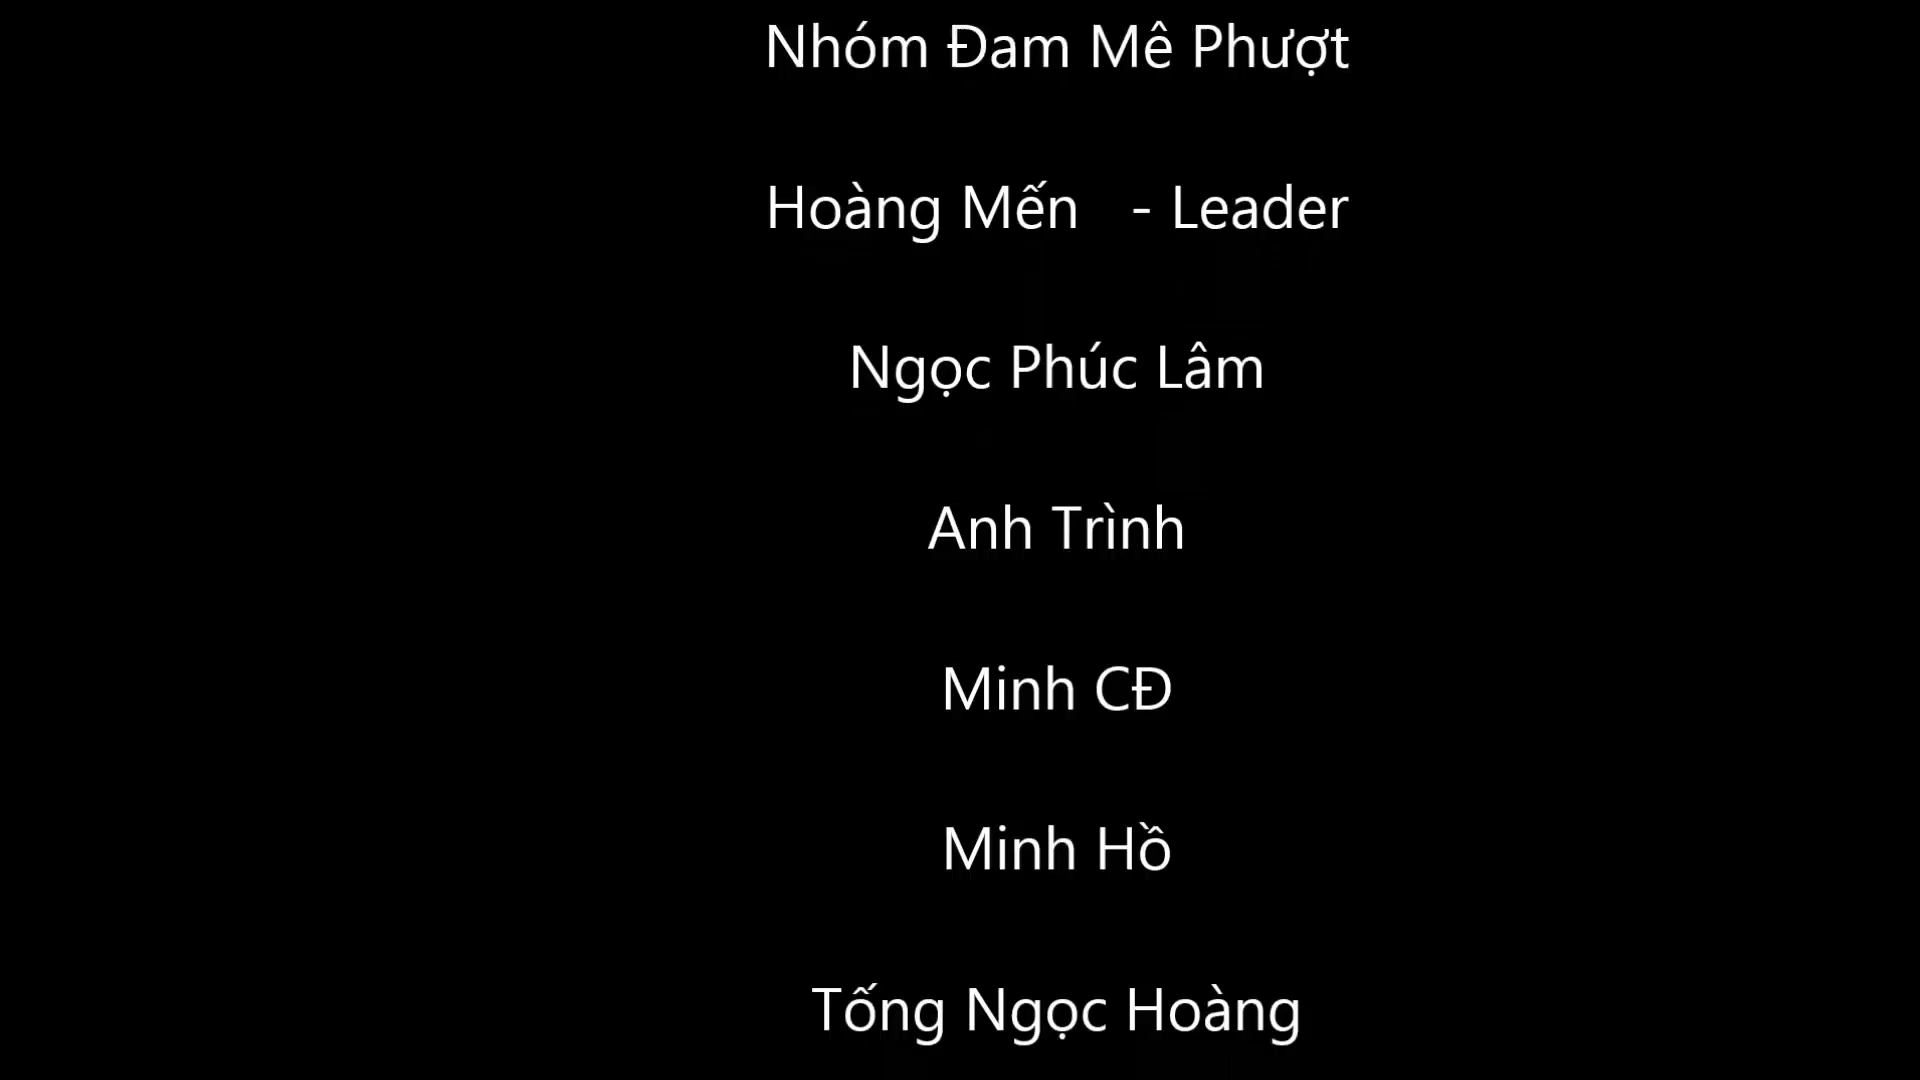 Nhóm Đam Mê Phượt
Hoàng Mến - Leader
Ngọc Phúc Lâm
Anh Trình
Minh CĐ
Minh Hồ
Tống Ngọc Hoàng